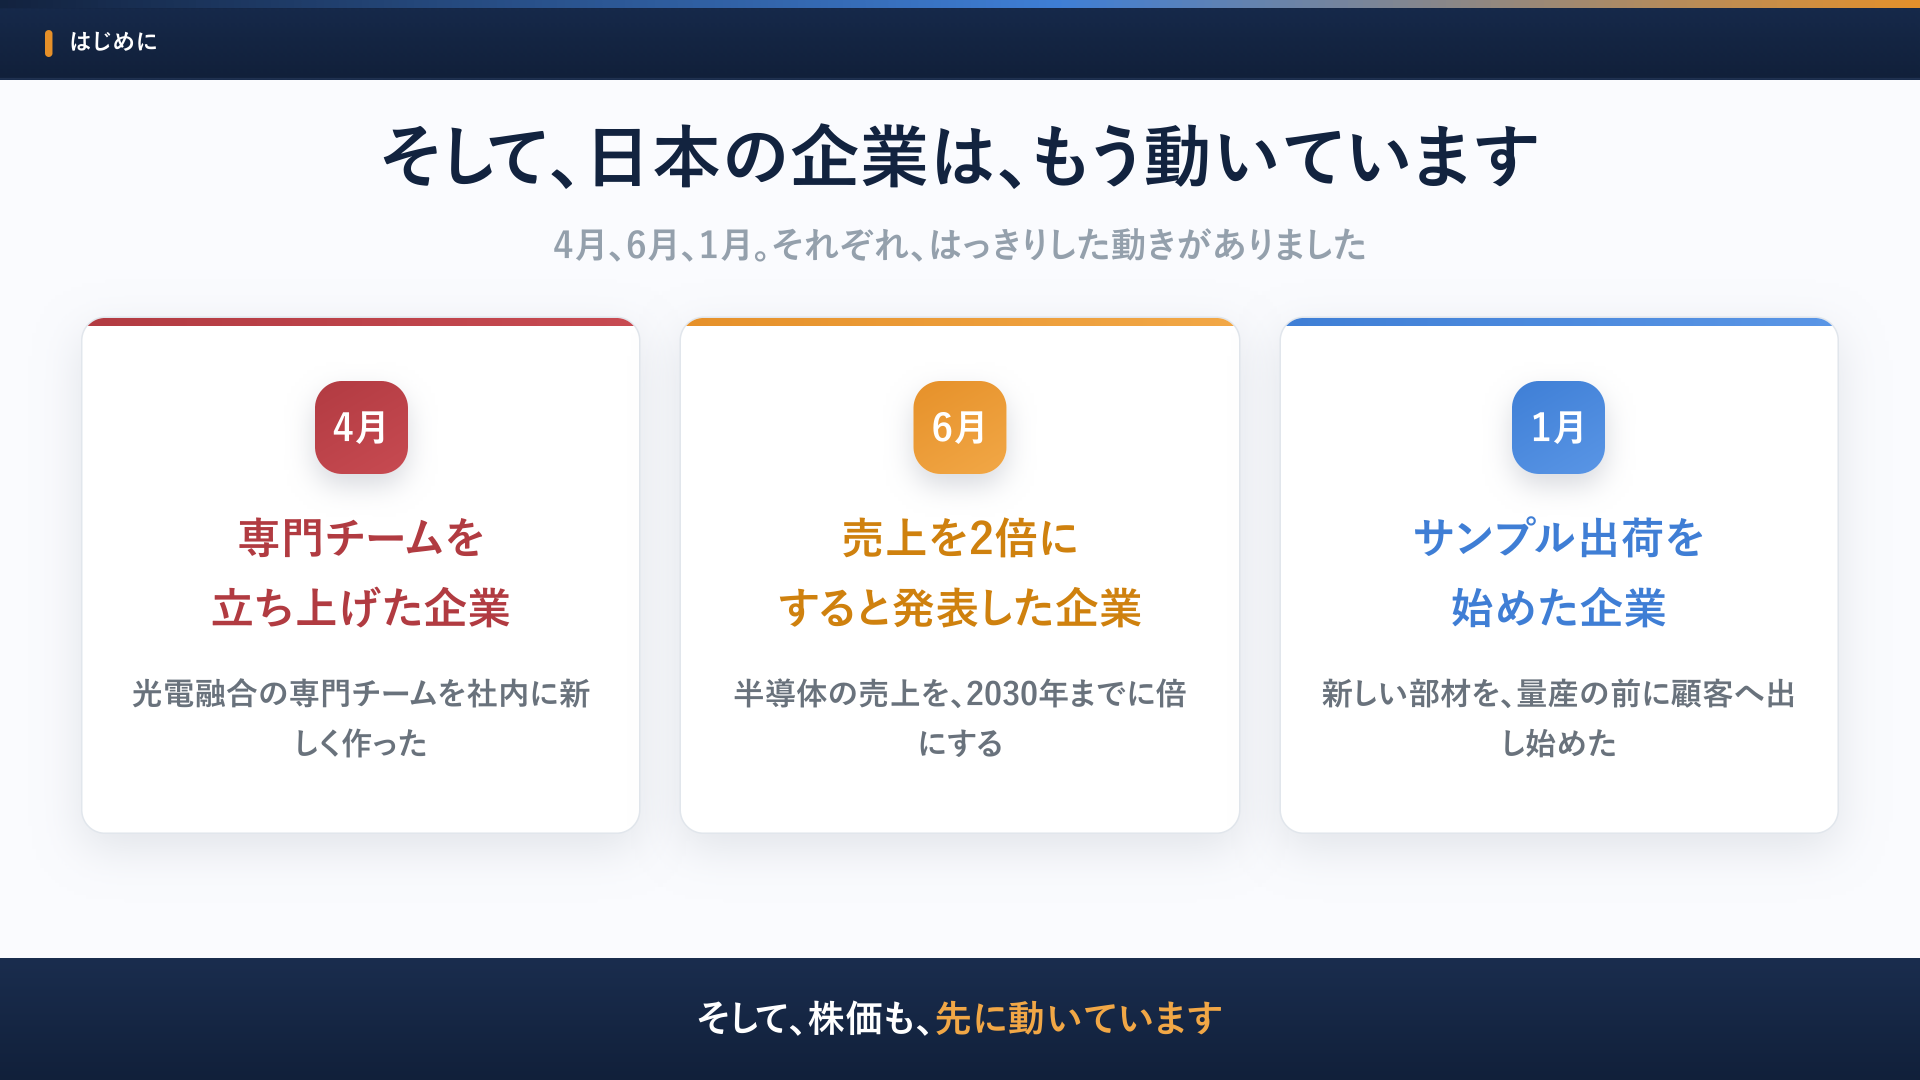 はじめに
そして、日本の企業は、もう動いています
4月、6月、1月。それぞれ、はっきりした動きがありました
4月
専門チームを
立ち上げた企業
光電融合の専門チームを社内に新
しく作った
6月
売上を2倍に
すると発表した企業
半導体の売上を、2030年までに倍
にする
1月
サンプル出荷を
始めた企業
新しい部材を、量産の前に顧客へ出
し始めた
そして、株価も、先に動いています